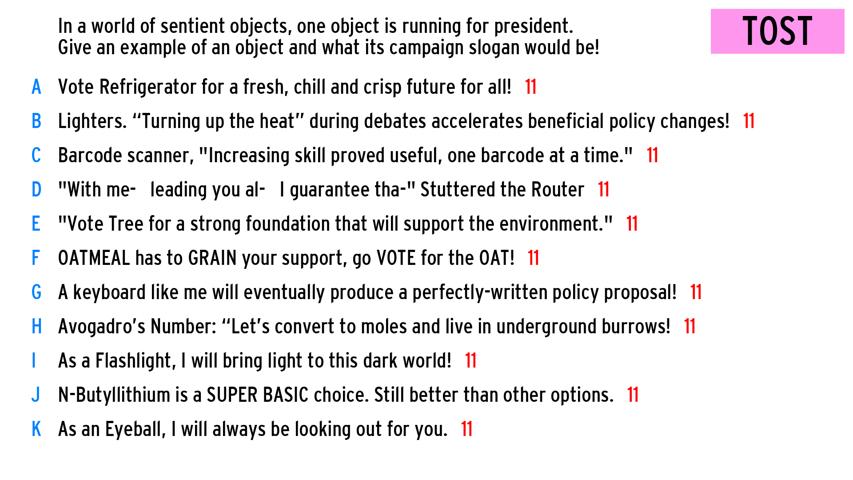 In a world of sentient objects, one object is running for president.
Give an example of an object and what its campaign slogan would be!
TOST
A Vote Refrigerator for a fresh, chill and crisp future for all! 11
B Lighters. “Turning up the heat” during debates accelerates beneficial policy changes! 11
C Barcode scanner, "Increasing skill proved useful, one barcode at a time." 11
D "With me- leading you al- I guarantee tha-" Stuttered the Router 11
E "Vote Tree for a strong foundation that will support the environment." 11
F OATMEAL has to GRAIN your support, go VOTE for the OAT! 11
G A keyboard like me will eventually produce a perfectly-written policy proposal! 11
H Avogadro’s Number: “Let’s convert to moles and live in underground burrows! 11
I As a Flashlight, I will bring light to this dark world! 11
J N-Butyllithium is a SUPER BASIC choice. Still better than other options. 11
K As an Eyeball, I will always be looking out for you. 11